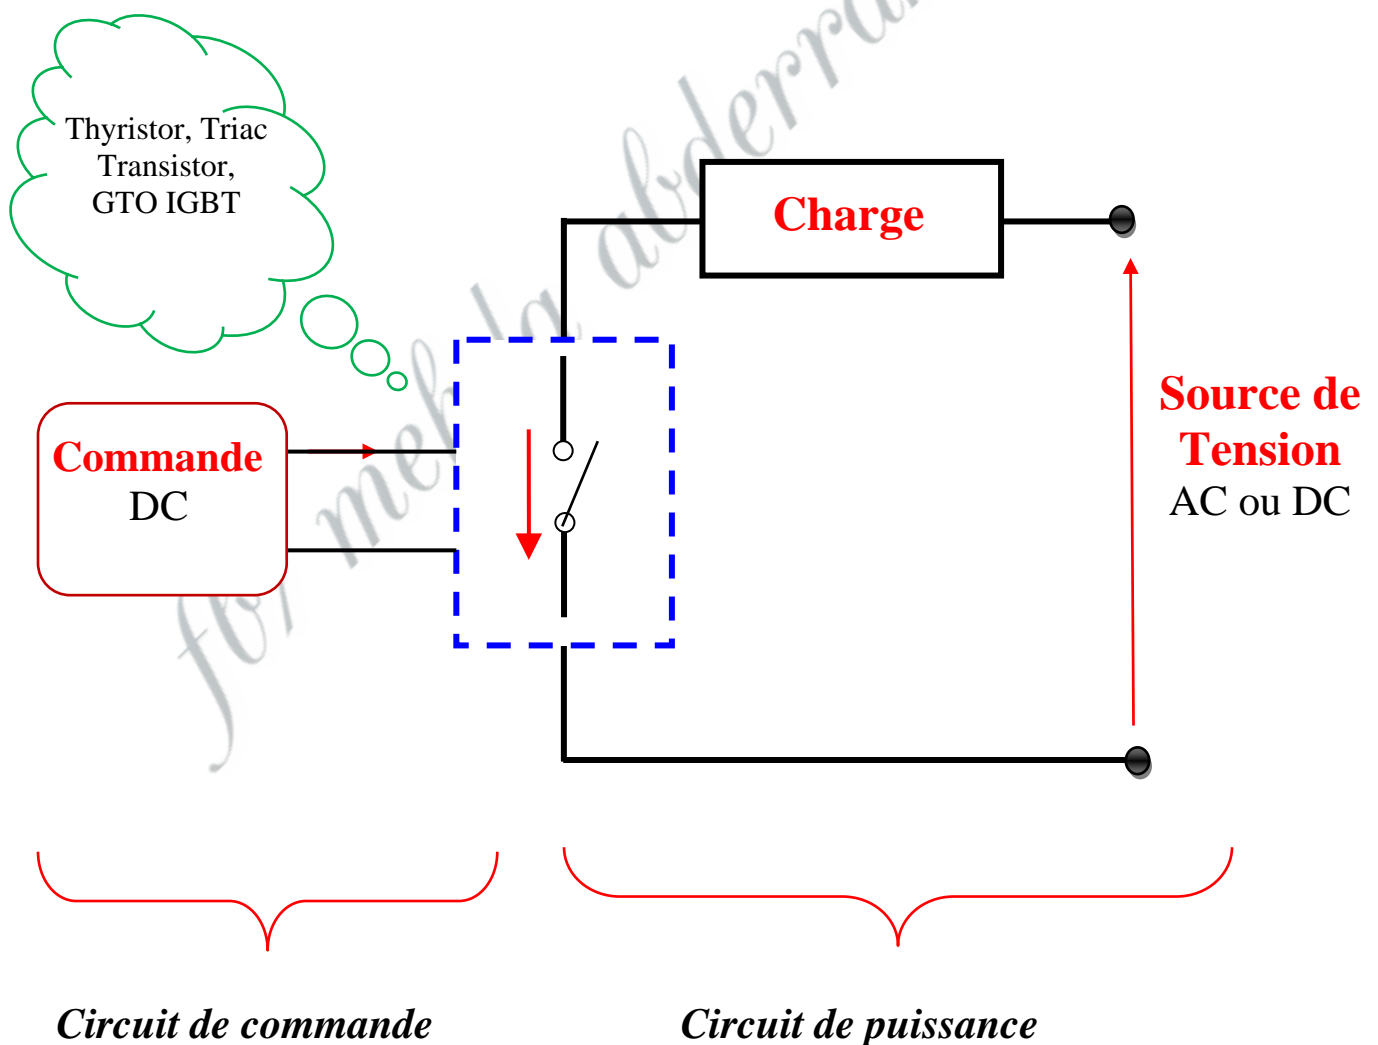 Thyristor, Triac
Transistor,
GTO IGBT
Charge
Commande
DC
Source de
Tension
AC ou DC
Circuit de commande
Circuit de puissance